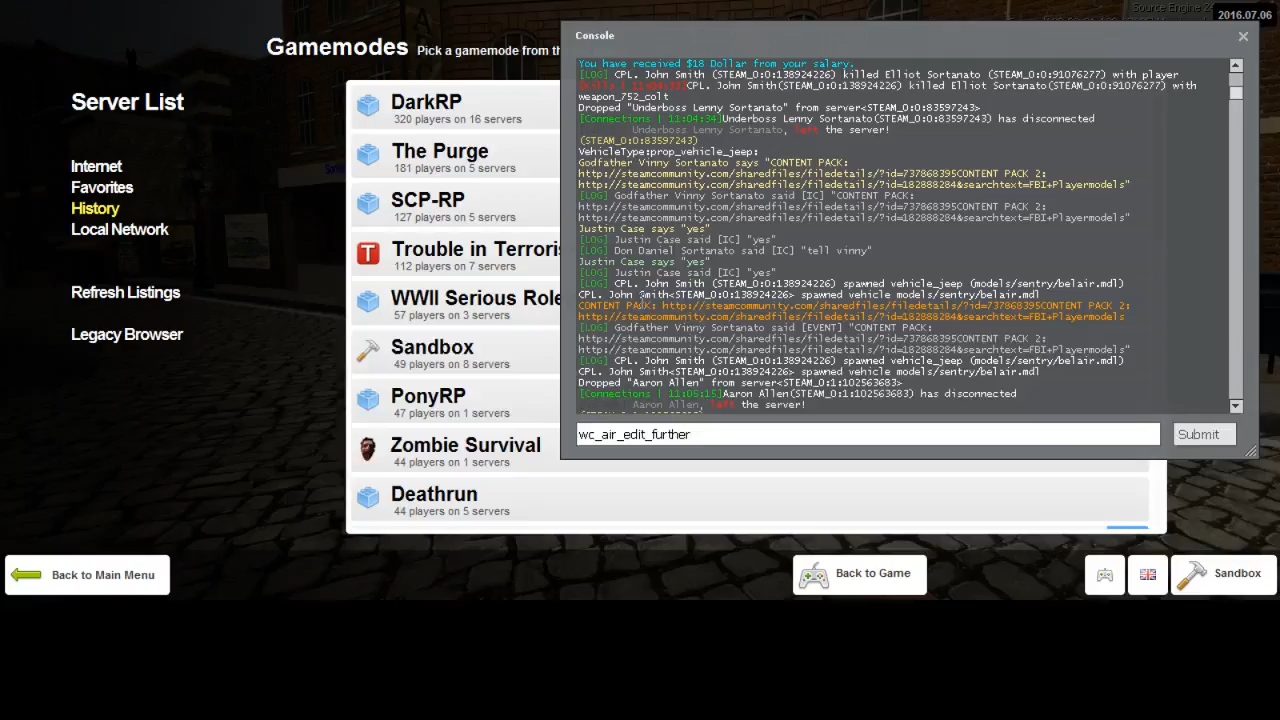 Source Engine 24
2016.07.06
Gamemodes Pick a gamemode from th
Server List
Internet
Favorites
History
Local Network
Refresh Listings
Legacy Browser
DarkRP
320 players on 16 servers
The Purge
181 players on 5 servers
SCP-RP
127 players on 5 servers
Trouble in Terroris
112 players on 7 servers
WWII Serious Role
57 players on 3 servers
Sandbox
49 players on 8 servers
PonyRP
47 players on 1 servers
Zombie Survival
44 players on 1 servers
Deathrun
44 players on 5 servers
Console
You have received $18 Dollar from your salary.
[LOG] CPL. John Smith (STEAM_0:0:138924226) killed Elliot Sortanato (STEAM_0:0:91076277) with player
CPL. John Smith(STEAM_0:0:138924226) killed Elliot Sortanato(STEAM_0:0:91076277) with
weapon_752_colt
Dropped "Underboss Lenny Sortanato" from server<STEAM_0:0:83597243>
[Connections | 11:04:34]Underboss Lenny Sortanato(STEAM_0:0:83597243) has disconnected
Underboss Lenny Sortanato, left the server!
(STEAM_0:0:83597243)
VehicleType:prop_vehicle_jeep:
Godfather Vinny Sortanato says "CONTENT PACK:
http://steamcommunity.com/sharedfiles/filedetails/?id=737868395CONTENT PACK 2:
http://steamcommunity.com/sharedfiles/filedetails/?id=182888284&searchtext=FBI+Playermodels"
[LOG] Godfather Vinny Sortanato said [IC] "CONTENT PACK:
http://steamcommunity.com/sharedfiles/filedetails/?id=737868395CONTENT PACK 2:
http://steamcommunity.com/sharedfiles/filedetails/?id=182888284&searchtext=FBI+Playermodels"
Justin Case says "yes"
[LOG] Justin Case said [IC] "yes"
[LOG] Don Daniel Sortanato said [IC] "tell vinny"
Justin Case says "yes"
[LOG] Justin Case said [IC] "yes"
[LOG] CPL. John Smith (STEAM_0:0:138924226) spawned vehicle_jeep (models/sentry/belair.mdl)
CPL. John Smith<STEAM_0:0:138924226> spawned vehicle models/sentry/belair.mdl
CONTENT PACK: http://steamcommunity.com/sharedfiles/filedetails/?id=737868395CONTENT PACK 2:
http://steamcommunity.com/sharedfiles/filedetails/?id=182888284&searchtext=FBI+Playermodels
[LOG] Godfather Vinny Sortanato said [EVENT] "CONTENT PACK:
http://steamcommunity.com/sharedfiles/filedetails/?id=737868395CONTENT PACK 2:
http://steamcommunity.com/sharedfiles/filedetails/?id=182888284&searchtext=FBI+Playermodels"
[LOG] CPL. John Smith (STEAM_0:0:138924226) spawned vehicle_jeep (models/sentry/belair.mdl)
CPL. John Smith<STEAM_0:0:138924226> spawned vehicle models/sentry/belair.mdl
Dropped "Aaron Allen" from server<STEAM_0:1:102563683>
[Connections | 11:05:15]Aaron Allen(STEAM_0:1:102563683) has disconnected
Aaron Allen, left the server!
wc_air_edit_further
Submit
Back to Main Menu
Back to Game
Sandbox